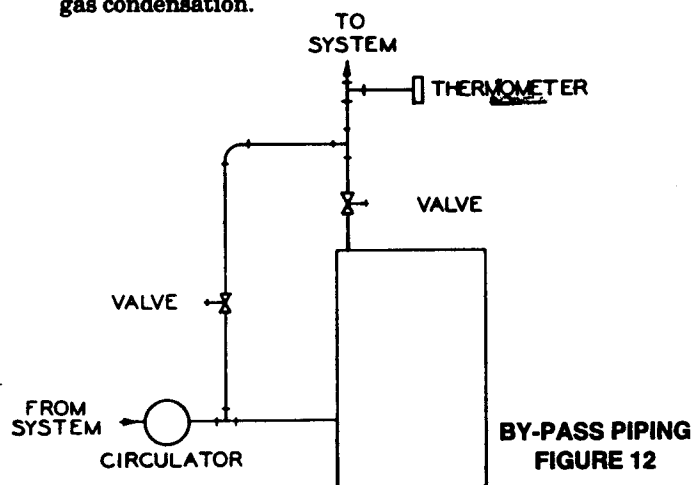 gas condensation.
TO
SYSTEM
THERMOMETER
VALVE
VALVE
FROM
SYSTEM
CIRCULATOR
BY-PASS PIPING
FIGURE 12